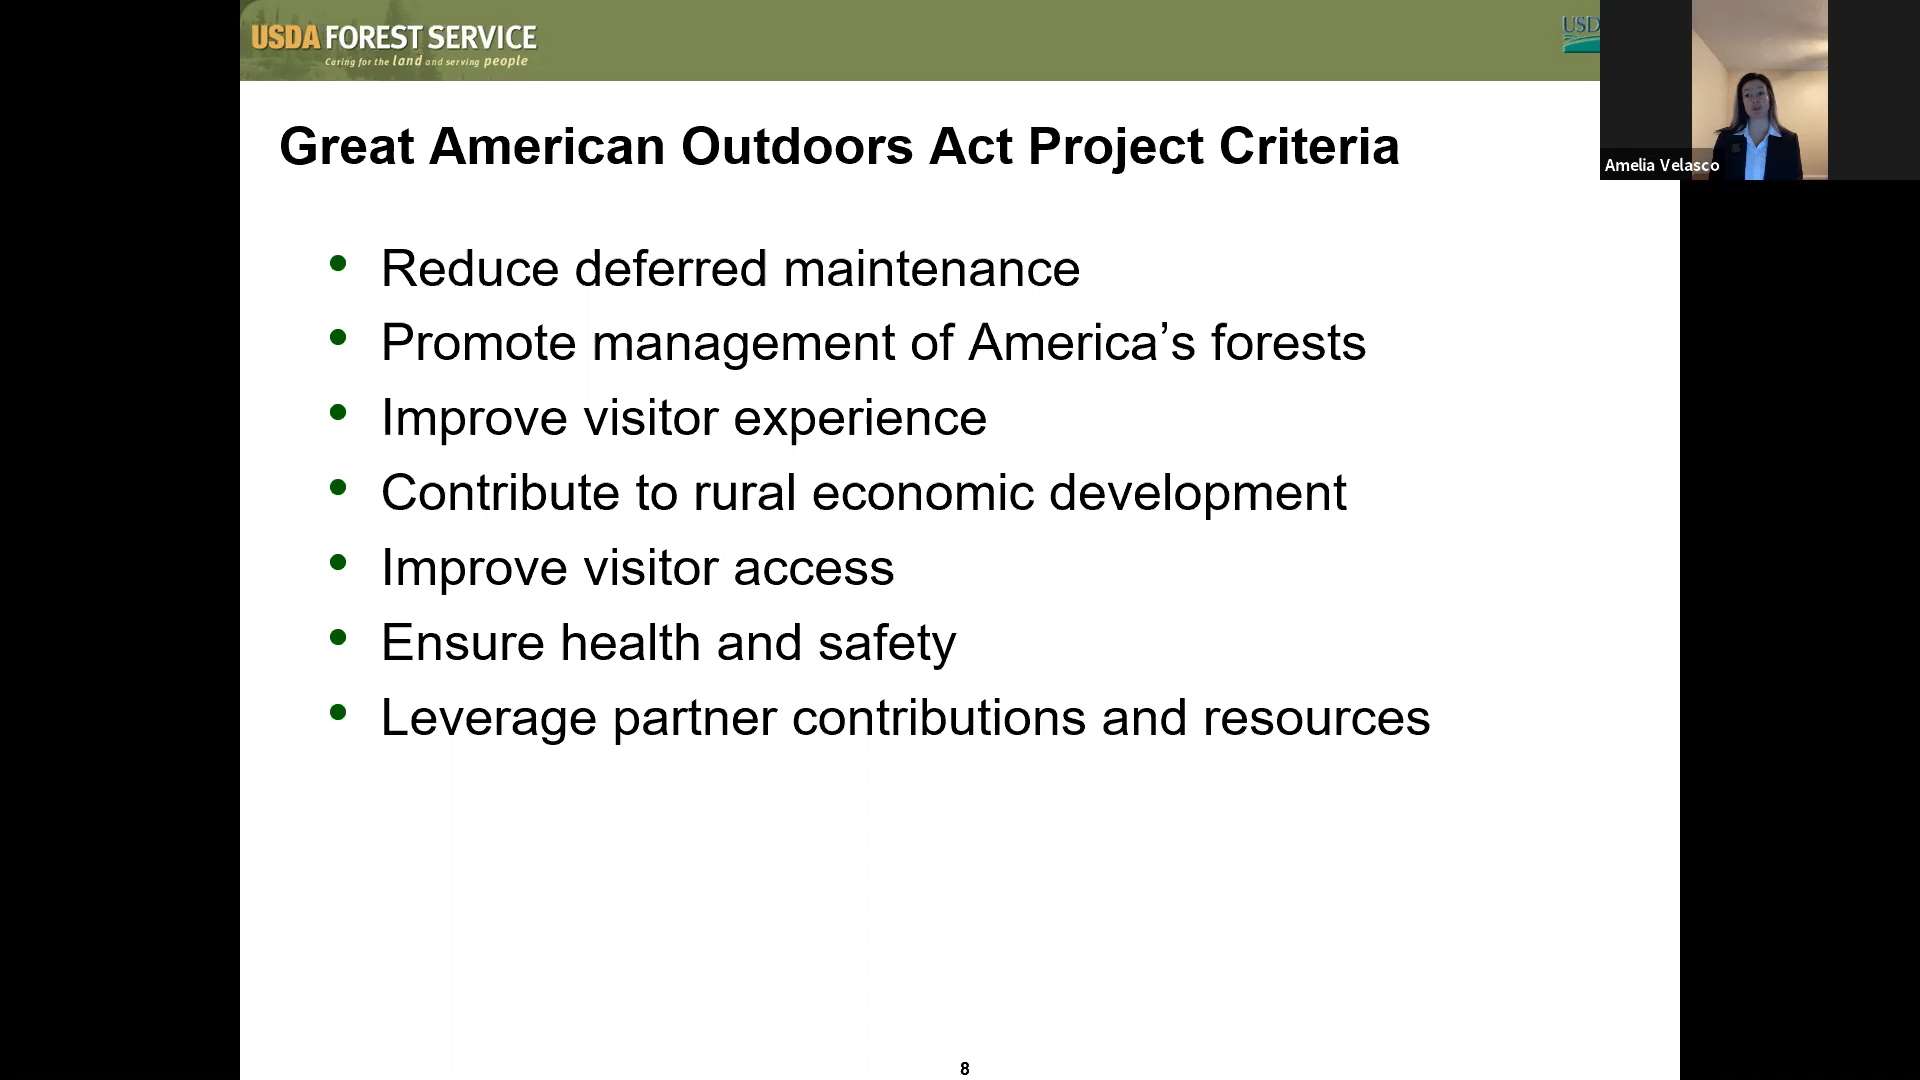 USDA FOREST SERVICE
Caring for the land and serving people
USD
Amelia Velasco
Great American Outdoors Act Project Criteria
• Reduce deferred maintenance
• Promote management of America’s forests
• Improve visitor experience
• Contribute to rural economic development
• Improve visitor access
• Ensure health and safety
• Leverage partner contributions and resources
8